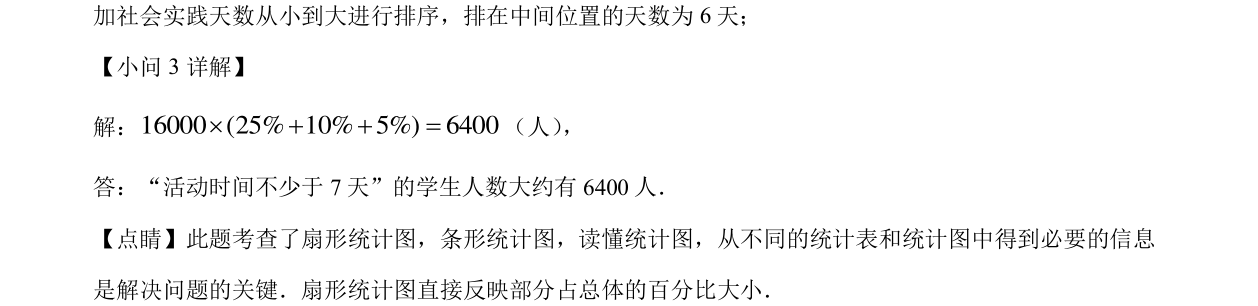 加社会实践天数从小到大进行排序，排在中间位置的天数为 6 天；
【小问 3 详解】
解：16000×(25%+10%+5%)=6400（人），
答：“活动时间不少于 7 天”的学生人数大约有 6400 人．
【点睛】此题考查了扇形统计图，条形统计图，读懂统计图，从不同的统计表和统计图中得到必要的信息
是解决问题的关键．扇形统计图直接反映部分占总体的百分比大小．